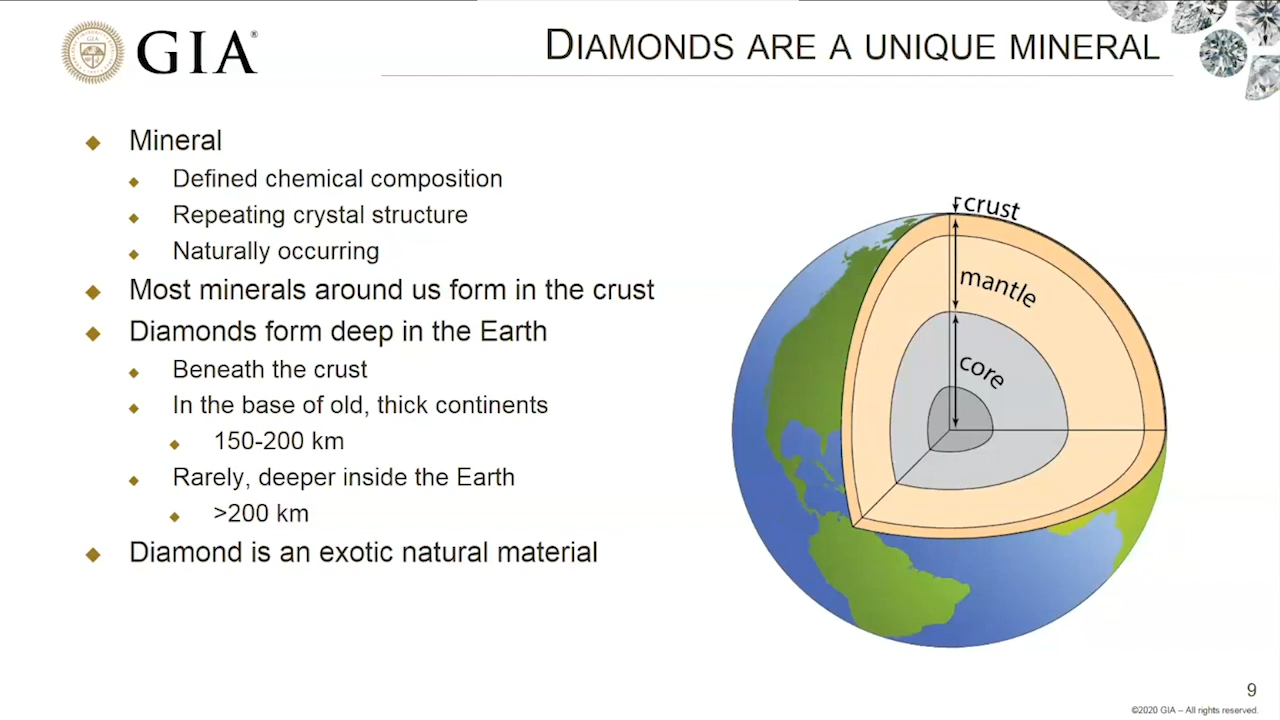 GIA®
DIAMONDS ARE A UNIQUE MINERAL
Mineral
Defined chemical composition
Repeating crystal structure
Naturally occurring
Most minerals around us form in the crust
Diamonds form deep in the Earth
Beneath the crust
In the base of old, thick continents
150-200 km
Rarely, deeper inside the Earth
>200 km
Diamond is an exotic natural material
crust
mantle
core
9
©2020 GIA – All rights reserved.